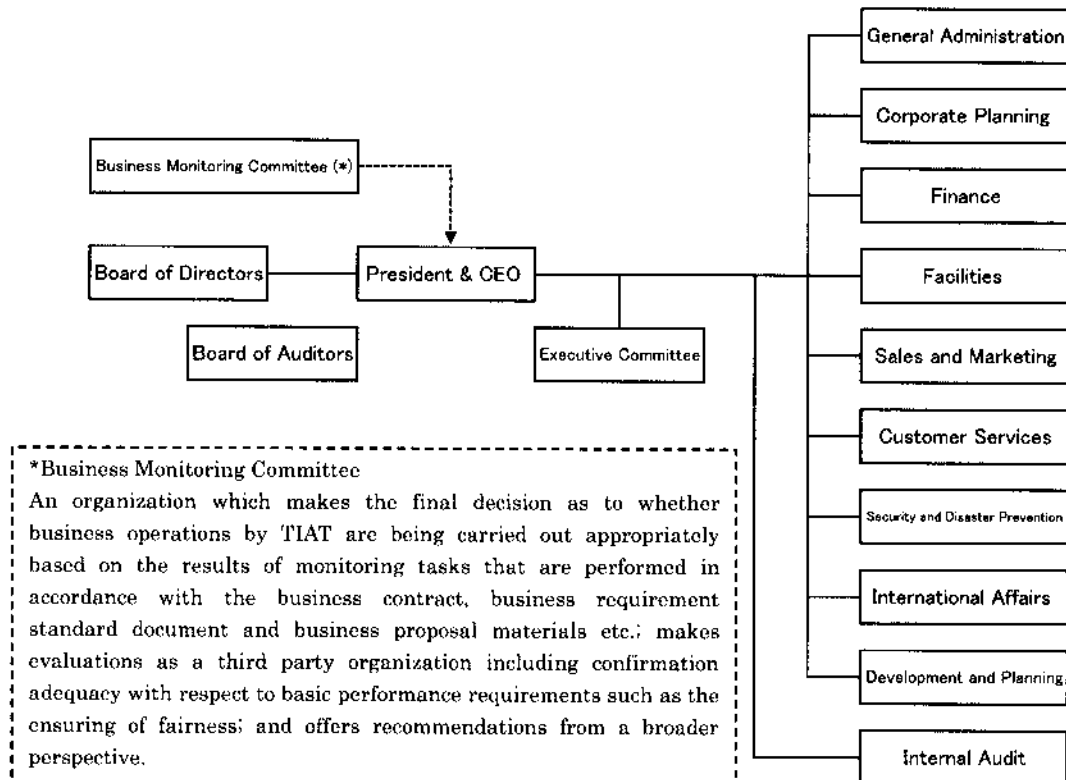 General Administration
Corporate Planning
Business Monitoring Committee (*)
Finance
Board of Directors
President & CEO
Facilities
Board of Auditors
Executive Committee
Sales and Marketing
Customer Services
Security and Disaster Prevention
International Affairs
Development and Planning
Internal Audit
*Business Monitoring Committee
An organization which makes the final decision as to whether
business operations by TIAT are being carried out appropriately
based on the results of monitoring tasks that are performed in
accordance with the business contract, business requirement
standard document and business proposal materials etc.; makes
evaluations as a third party organization including confirmation
adequacy with respect to basic performance requirements such as the
ensuring of fairness; and offers recommendations from a broader
perspective.